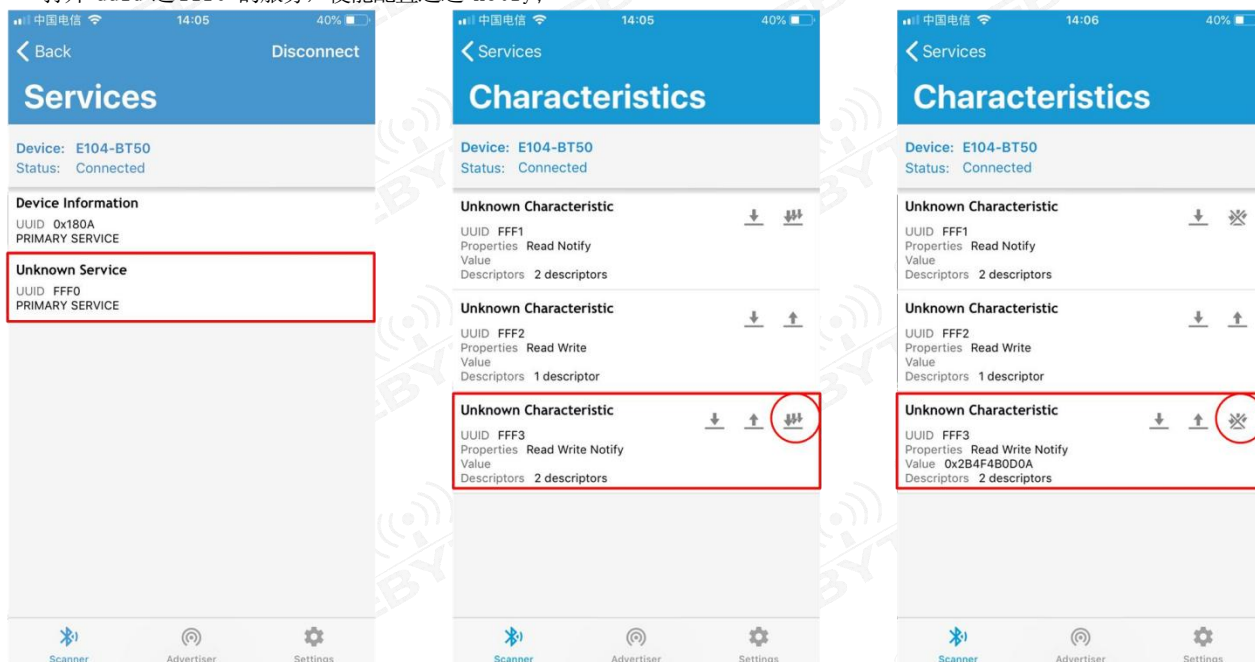 中国电信 14:05 40%
Back Disconnect
Services
Device: E104-BT50
Status: Connected
Device Information
UUID 0x180A
PRIMARY SERVICE
Unknown Service
UUID FFF0
PRIMARY SERVICE
Scanner Advertiser Settings
中国电信 14:05 40%
Services
Characteristics
Device: E104-BT50
Status: Connected
Unknown Characteristic
UUID FFF1
Properties Read Notify
Value
Descriptors 2 descriptors
Unknown Characteristic
UUID FFF2
Properties Read Write
Value
Descriptors 1 descriptor
Unknown Characteristic
UUID FFF3
Properties Read Write Notify
Value
Descriptors 2 descriptors
Scanner Advertiser Settings
中国电信 14:06 40%
Services
Characteristics
Device: E104-BT50
Status: Connected
Unknown Characteristic
UUID FFF1
Properties Read Notify
Value
Descriptors 2 descriptors
Unknown Characteristic
UUID FFF2
Properties Read Write
Value
Descriptors 1 descriptor
Unknown Characteristic
UUID FFF3
Properties Read Write Notify
Value 0x2B4F4B0D0A
Descriptors 2 descriptors
Scanner Advertiser Settings